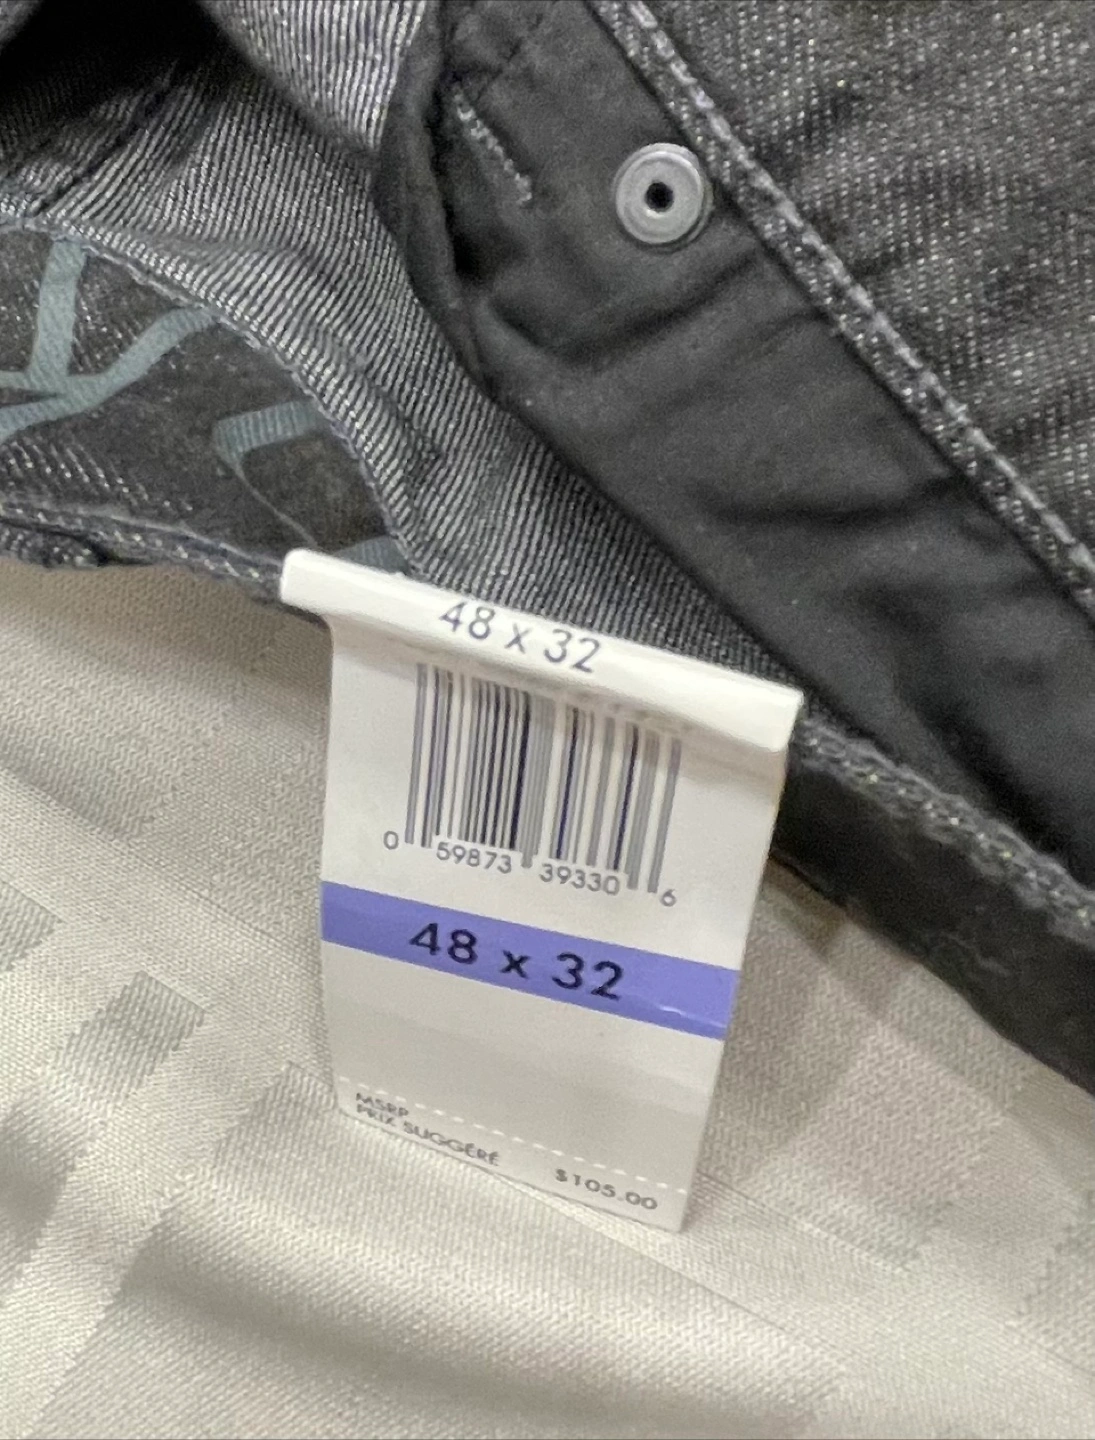 48 x 32
0 59873 39330 6
48 x 32
MSRP
PRIX SUGGÉRÉ $105.00